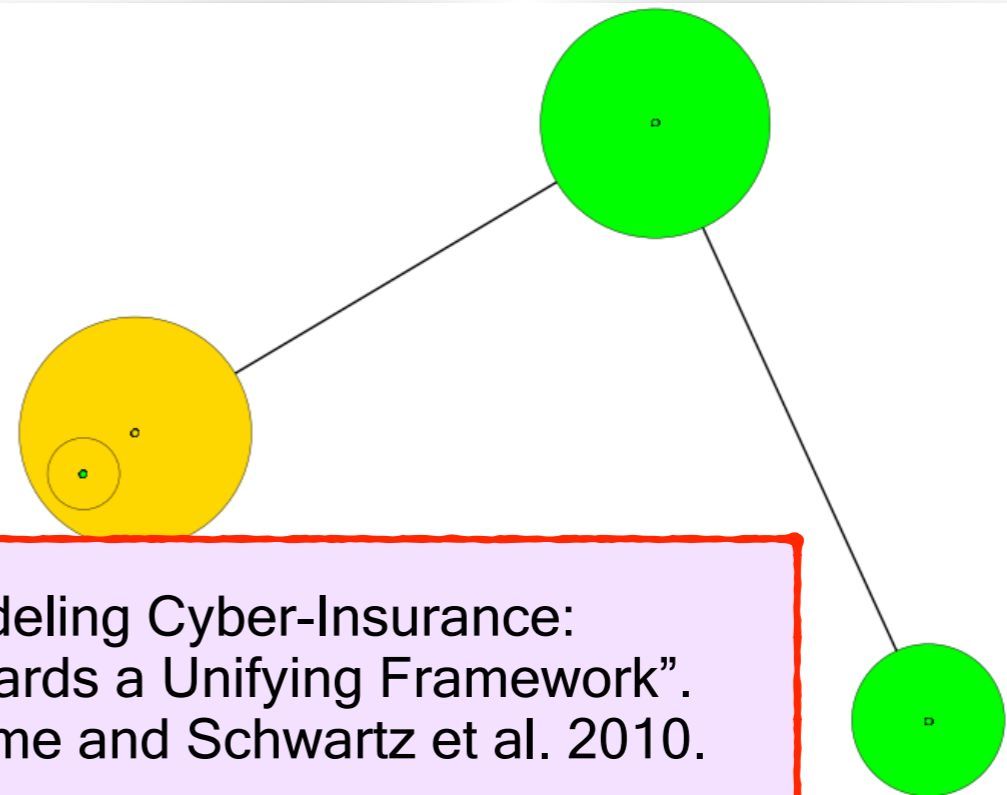 deling Cyber-Insurance:
ards a Unifying Framework”.
me and Schwartz et al. 2010.